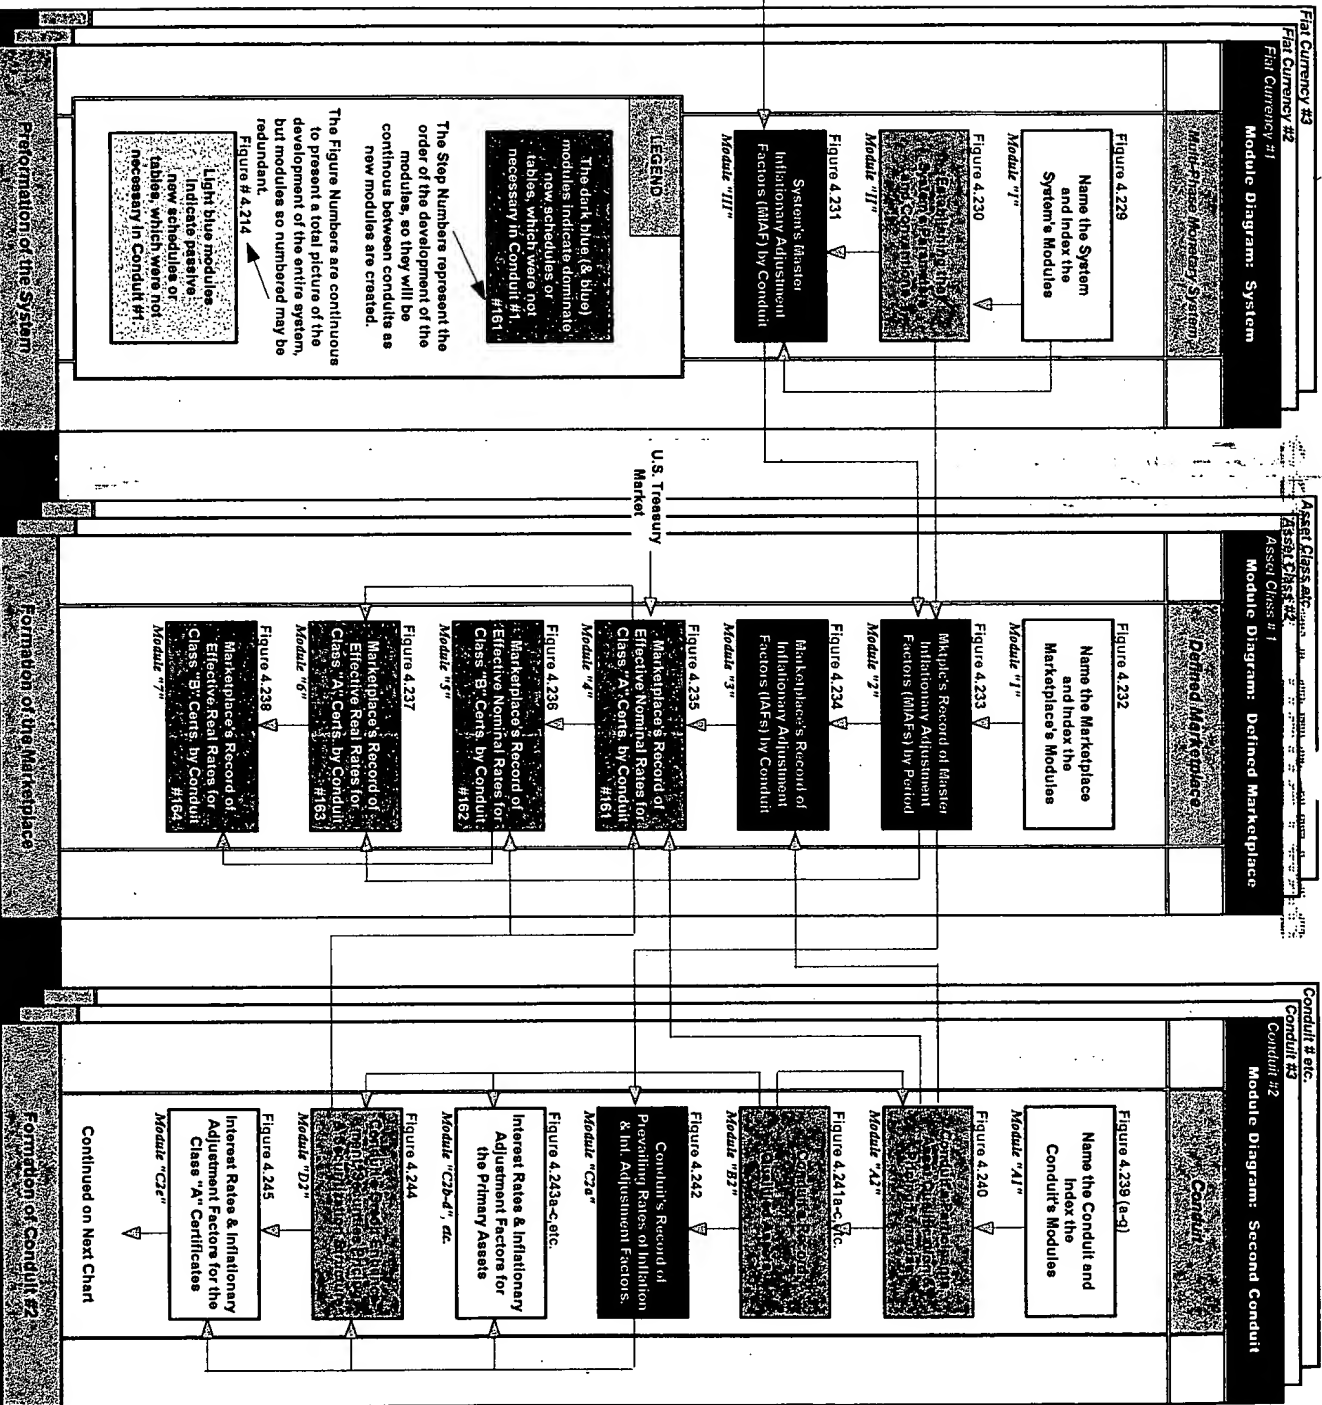 Fiat Currency #3
Fiat Currency #2
Fiat Currency #1
Module Diagram: System
Multi-Phase Monetary System
Figure 4.229
Name the System
and Index the
System's Modules
Module "I"
Figure 4.230
Establishing the
System's Parameters
and Conventions
Module "II"
Figure 4.231
System's Master
Inflationary Adjustment
Factors (MIAF) by Conduit
Module "III"
LEGEND
The dark blue (& blue)
modules indicate dominate
new schedules or
tables, which were not
necessary in Conduit #1.
#161
The Step Numbers represent the
order of the development of the
modules, so they will be
continous between conduits as
new modules are created.
The Figure Numbers are continuous
to present a total picture of the
development of the entire system,
but modules so numbered may be
redundant.
Figure # 4.214
Light blue modules
indicate passive
new schedules or
tables, which were not
necessary in Conduit #1.
Preformation of the System
Asset Class etc.
Asset Class #2
Asset Class #1
Module Diagram: Defined Marketplace
Defined Marketplace
Figure 4.232
Name the Marketplace
and Index the
Marketplace's Modules
Module "1"
Figure 4.233
Mktplc's Record of Master
Inflationary Adjustment
Factors (MIAFs) by Period
Module "2"
Figure 4.234
Marketplace's Record of
Inflationary Adjustment
Factors (IAFs) by Conduit
Module "3"
U.S. Treasury
Market
Figure 4.235
Marketplace's Record of
Effective Nominal Rates for
Class "A" Certs. by Conduit
#161
Module "4"
Figure 4.236
Marketplace's Record of
Effective Nominal Rates for
Class "B" Certs. by Conduit
#162
Module "5"
Figure 4.237
Marketplace's Record of
Effective Real Rates for
Class "A" Certs. by Conduit
#163
Module "6"
Figure 4.238
Marketplace's Record of
Effective Real Rates for
Class "B" Certs. by Conduit
#164
Module "7"
Formation of the Marketplace
Conduit # etc.
Conduit #3
Conduit #2
Module Diagram: Second Conduit
Conduit
Figure 4.239 (a-g)
Name the Conduit and
Index the
Conduit's Modules
Module "A1"
Figure 4.240
Module "A2"
Figure 4.241a-c, etc.
Module "B2"
Figure 4.242
Conduit's Record of
Prevailing Rates of Inflation
& Inf. Adjustment Factors.
Module "C2a"
Figure 4.243a-c, etc.
Interest Rates & Inflationary
Adjustment Factors for
the Primary Assets
Module "C2b-d", etc.
Figure 4.244
Module "D2"
Figure 4.245
Interest Rates & Inflationary
Adjustment Factors for the
Class "A" Certificates
Module "C2e"
Continued on Next Chart
Formation of Conduit #2